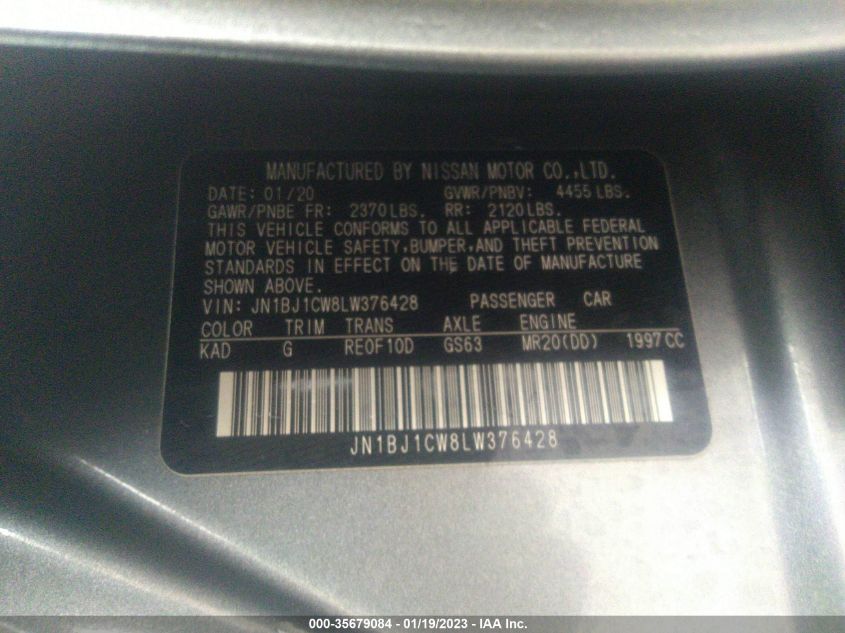 MANUFACTURED BY NISSAN MOTOR CO.,LTD.
DATE: 01/20 GVWR/PNBV: 4455 LBS.
GAWR/PNBE FR: 2370 LBS. RR: 2120 LBS.
THIS VEHICLE CONFORMS TO ALL APPLICABLE FEDERAL
MOTOR VEHICLE SAFETY,BUMPER,AND THEFT PREVENTION
STANDARDS IN EFFECT ON THE DATE OF MANUFACTURE
SHOWN ABOVE.
VIN: JN1BJ1CW8LW376428 PASSENGER CAR
COLOR TRIM TRANS AXLE ENGINE
KAD G RE0F10D GS63 MR20(DD) 1997 CC
JN1BJ1CW8LW376428
000-35679084 - 01/19/2023 - IAA Inc.